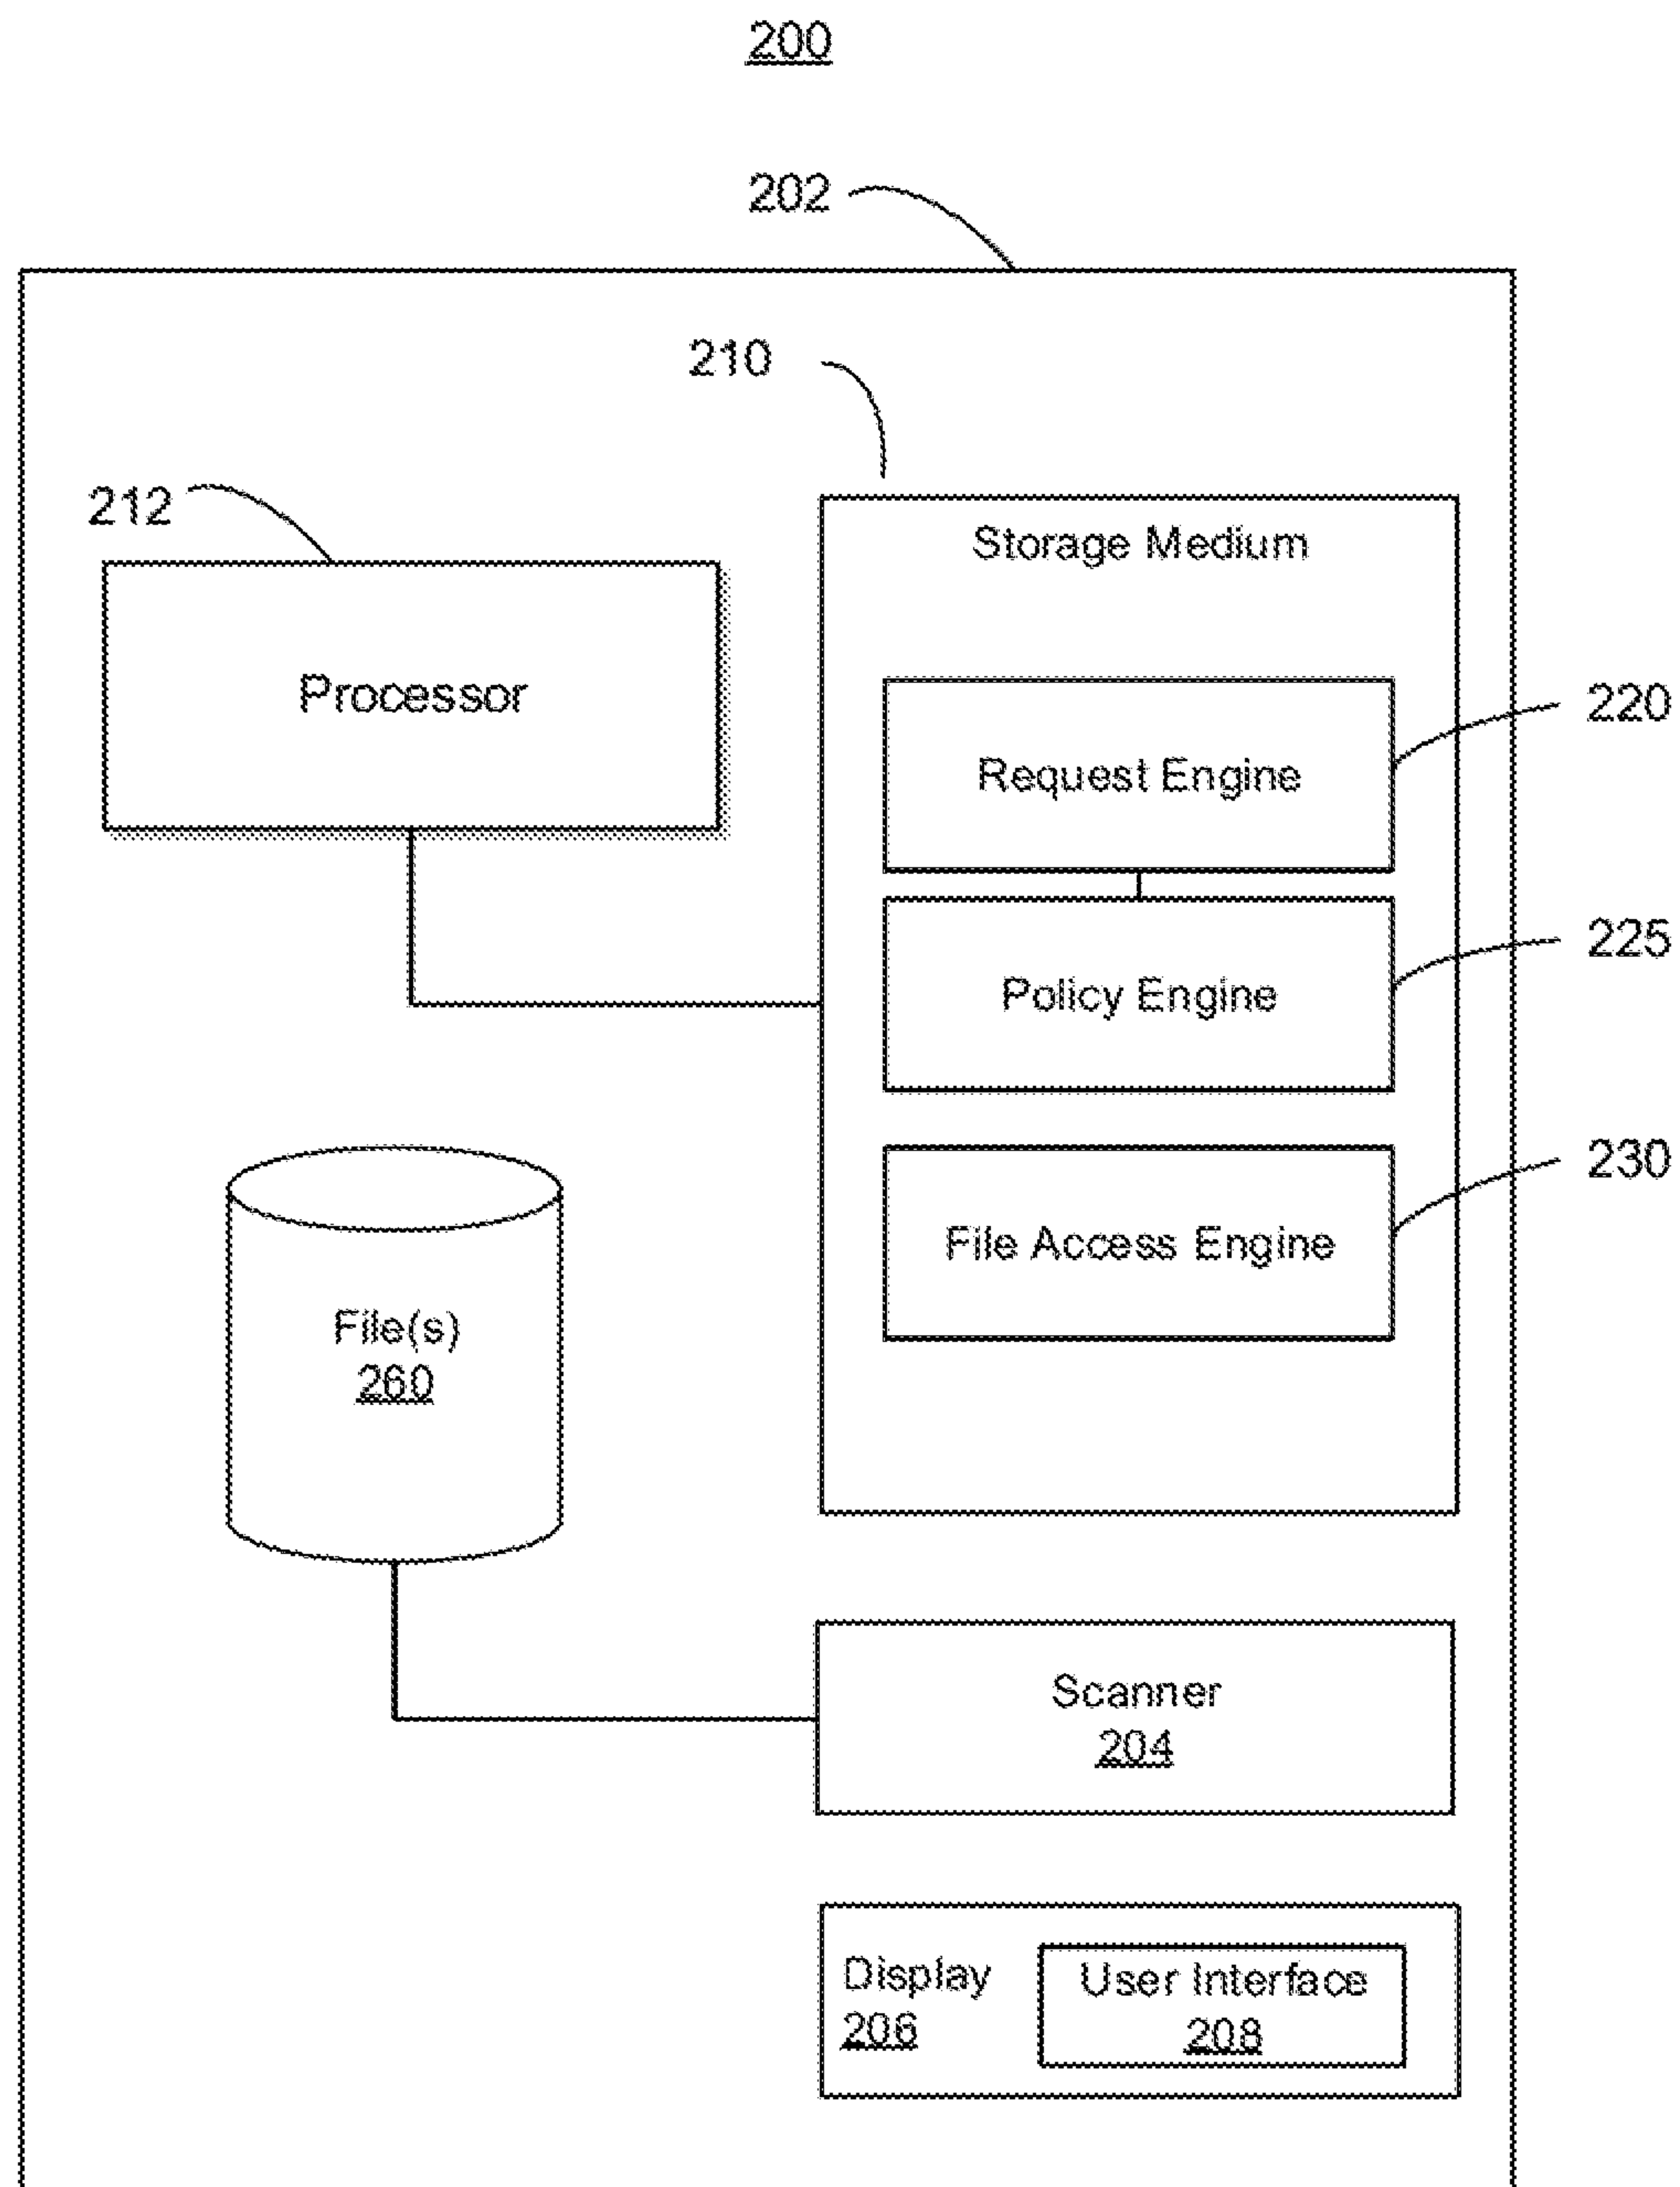 200
202
210
212
Storage Medium
Processor
220
Request Engine
225
Policy Engine
230
File Access Engine
File(s)
260
Scanner
204
Display
206
User Interface
208